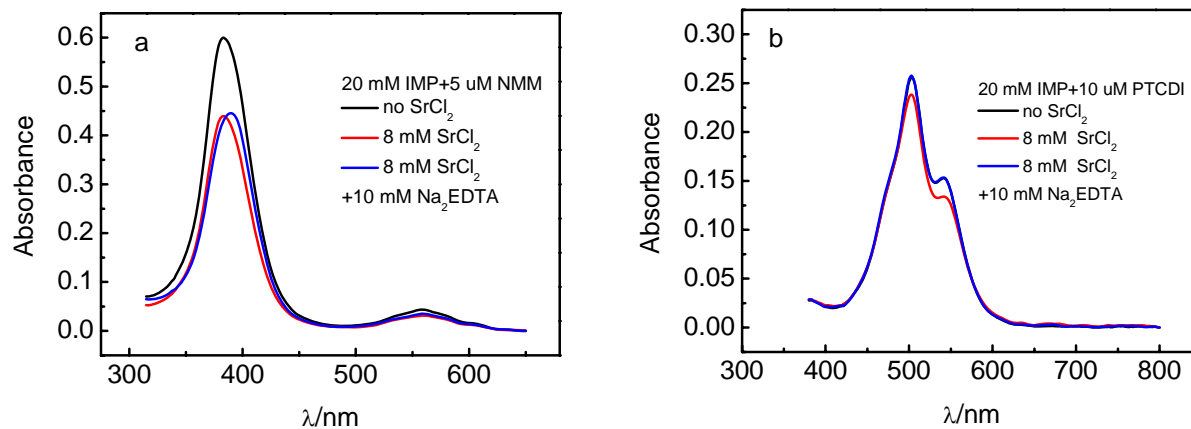 a
20 mM IMP+5 uM NMM
no SrCl₂
8 mM SrCl₂
8 mM SrCl₂
+10 mM Na₂EDTA
Absorbance
0.6
0.5
0.4
0.3
0.2
0.1
0.0
300 400 500 600
λ/nm
b
20 mM IMP+10 uM PTCDI
no SrCl₂
8 mM SrCl₂
8 mM SrCl₂
+10 mM Na₂EDTA
Absorbance
0.30
0.25
0.20
0.15
0.10
0.05
0.00
300 400 500 600 700 800
λ/nm